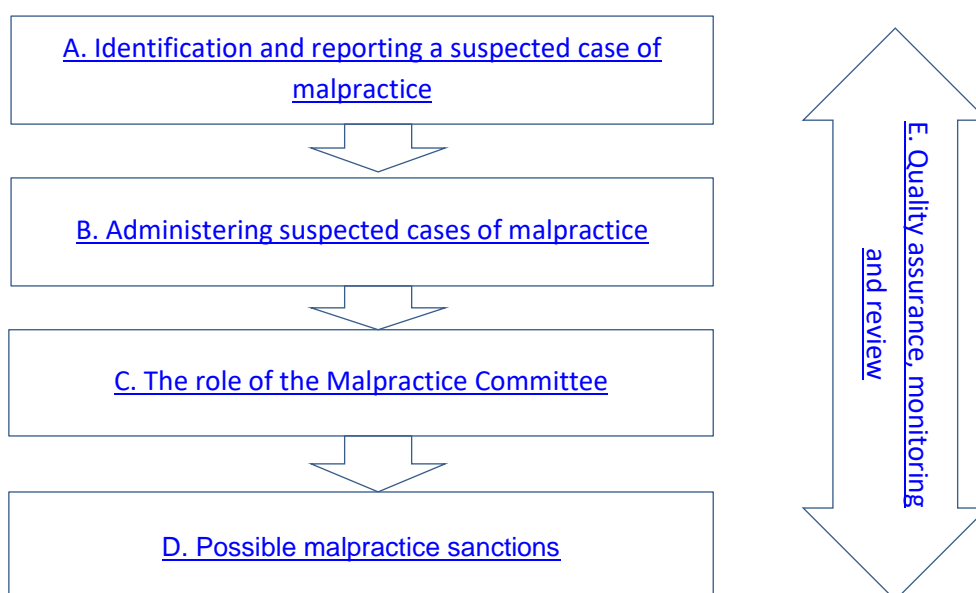 A. Identification and reporting a suspected case of
malpractice
B. Administering suspected cases of malpractice
C. The role of the Malpractice Committee
D. Possible malpractice sanctions
E. Quality assurance, monitoring
and review